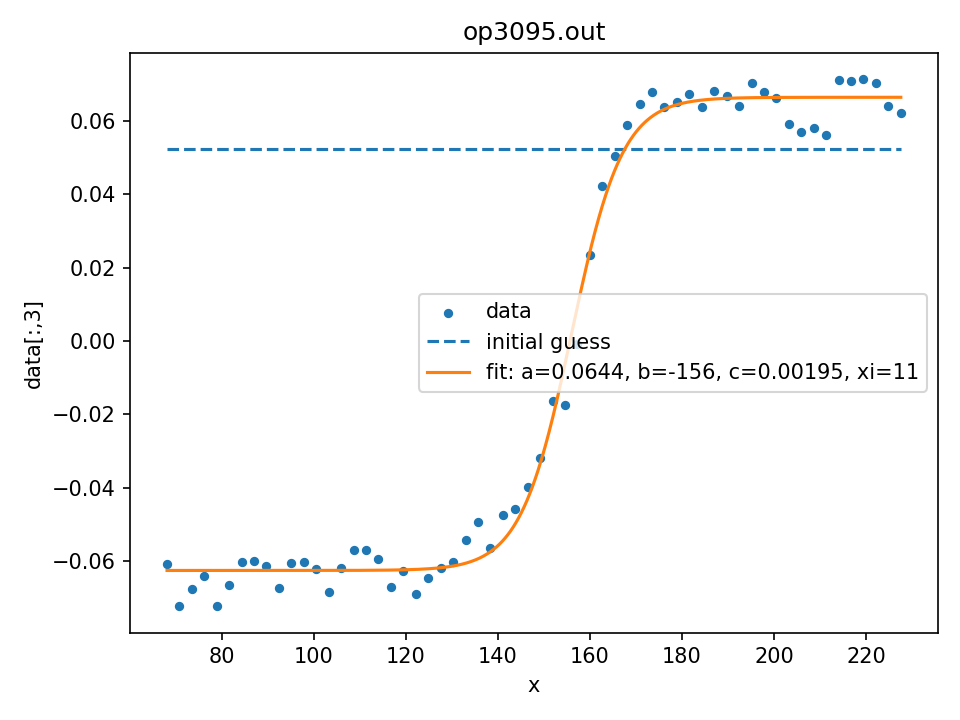 op3095.out
0.06
0.04
0.02
0.00
−0.02
−0.04
−0.06
data[:,3]
data
initial guess
fit: a=0.0644, b=-156, c=0.00195, xi=11
80 100 120 140 160 180 200 220
x